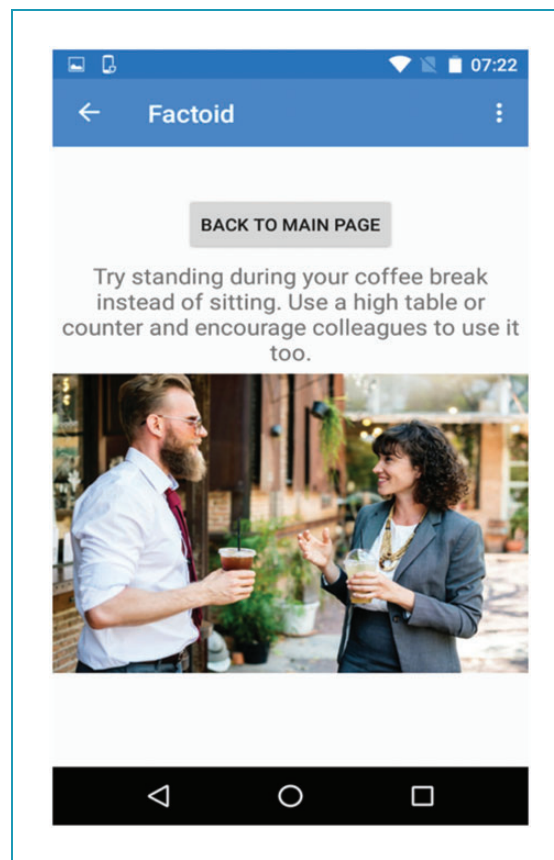 07:22
Factoid
BACK TO MAIN PAGE
Try standing during your coffee break
instead of sitting. Use a high table or
counter and encourage colleagues to use it
too.